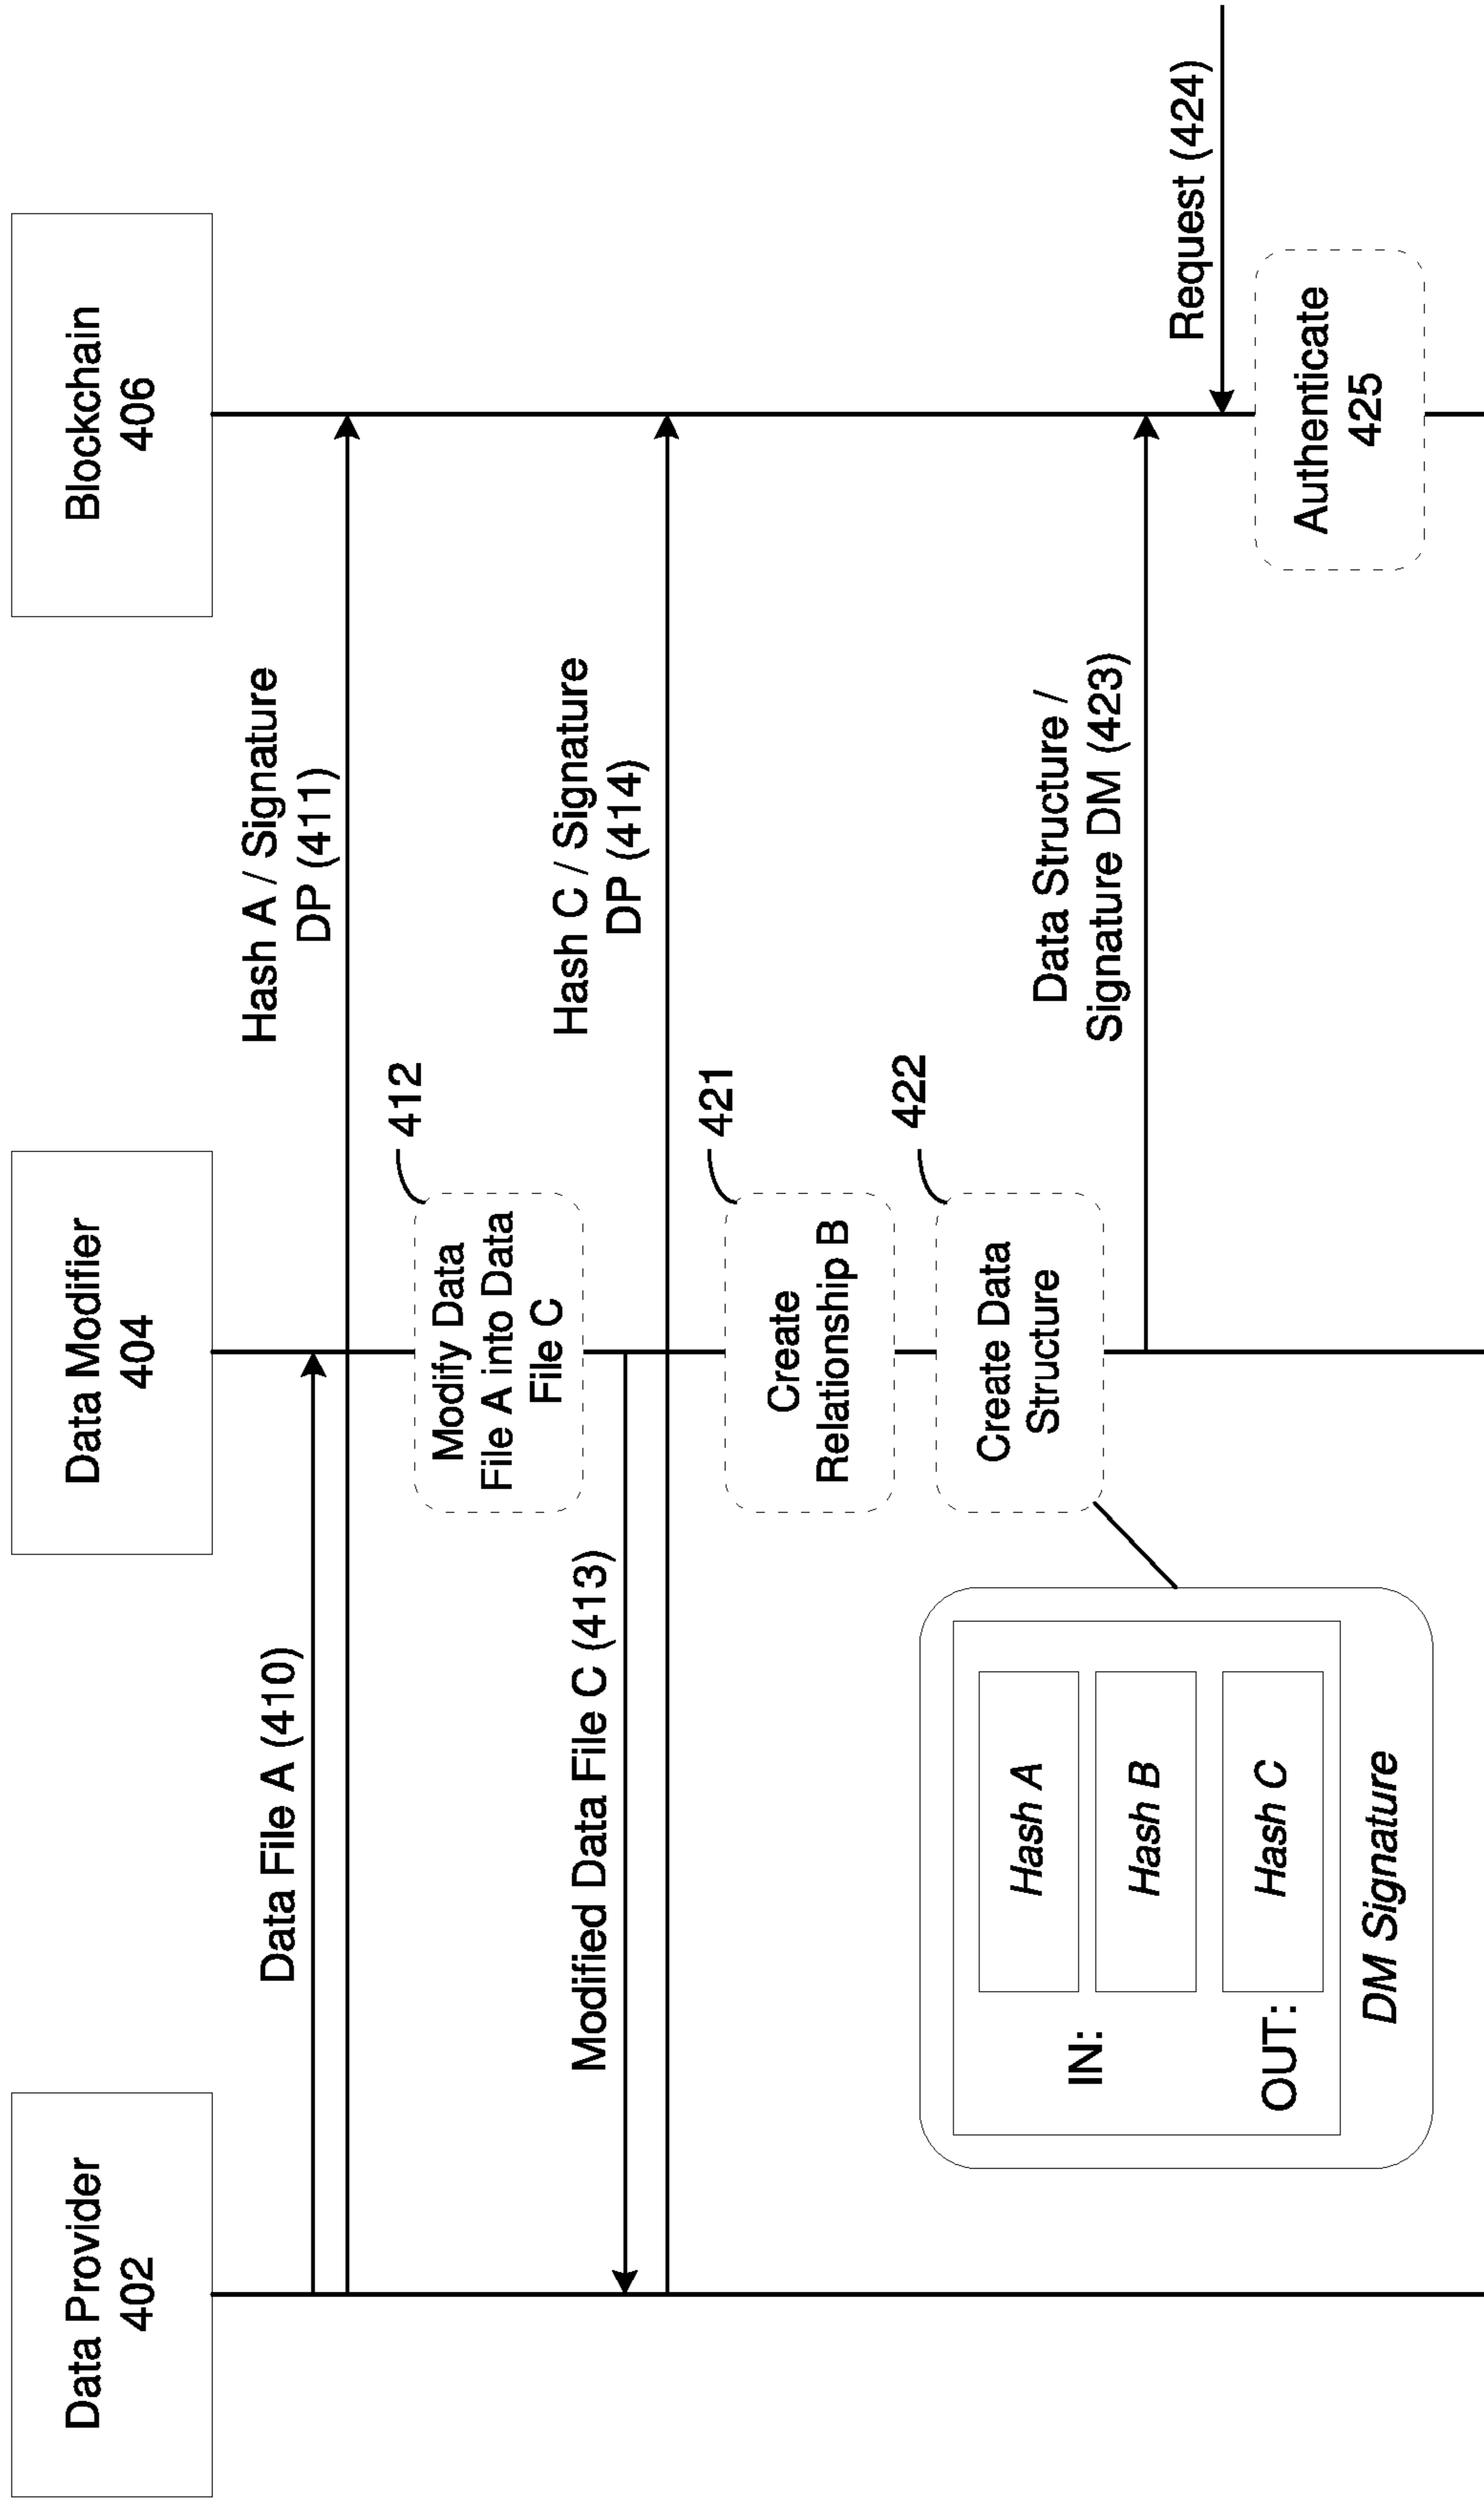 Data Provider
402
Data Modifier
404
Blockchain
406
Data File A (410)
Hash A / Signature
DP (411)
412
Modify Data
File A into Data
File C
Modified Data File C (413)
Hash C / Signature
DP (414)
421
Create
Relationship B
422
Create Data
Structure
Data Structure /
Signature DM (423)
IN:
Hash A
Hash B
OUT:
Hash C
DM Signature
Request (424)
Authenticate
425